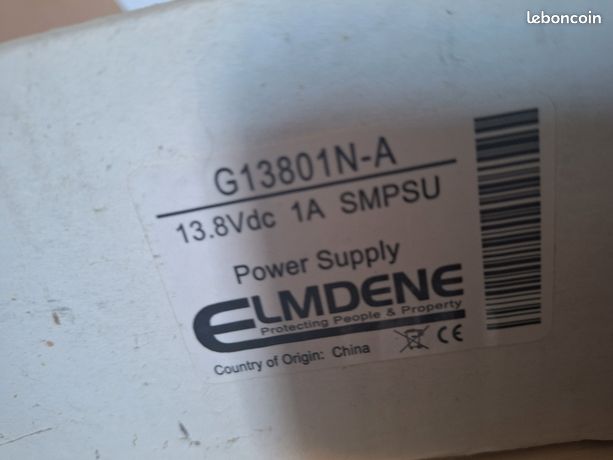 leboncoin
G13801N-A
13.8Vdc 1A SMPSU
Power Supply
ELMDENE
Protecting People & Property
Country of Origin: China
CE